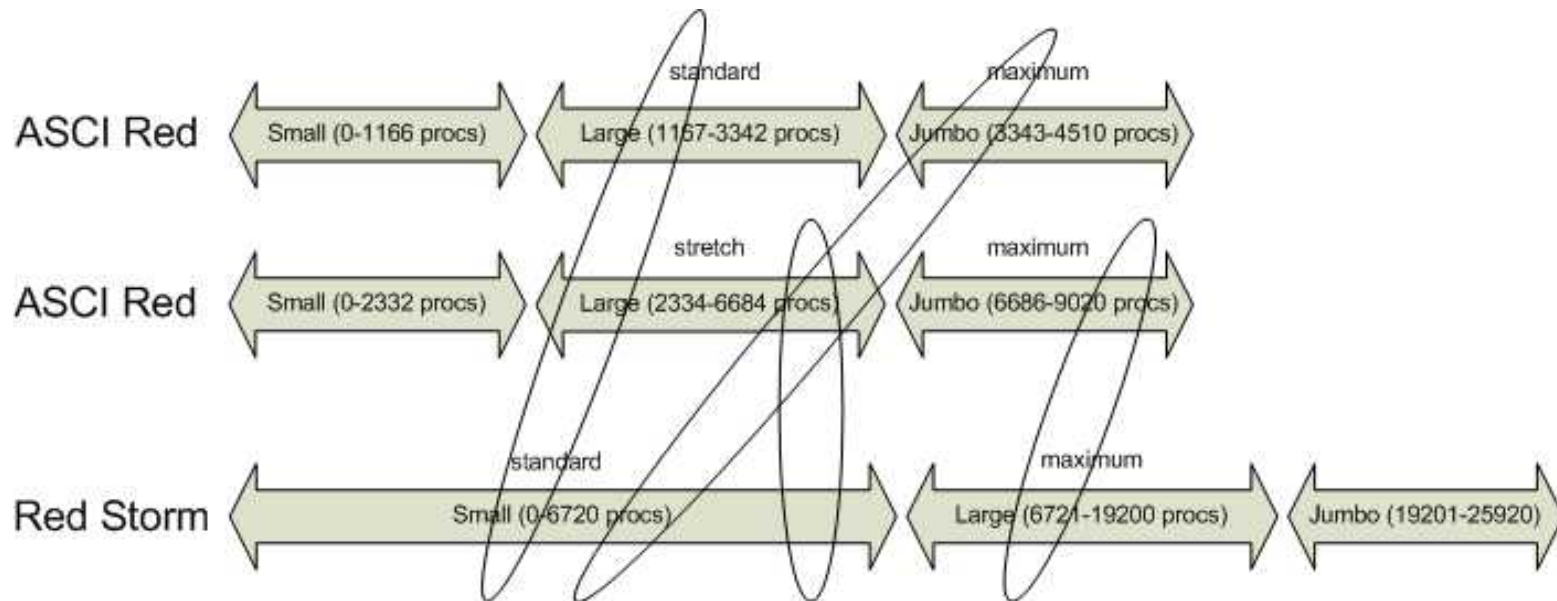 standard maximum
ASCI Red Small (0-1166 procs) Large (1167-3342 procs) Jumbo (3343-4510 procs)
stretch maximum
ASCI Red Small (0-2332 procs) Large (2334-6684 procs) Jumbo (6686-9020 procs)
standard maximum
Red Storm Small (0-6720 procs) Large (6721-19200 procs) Jumbo (19201-25920)